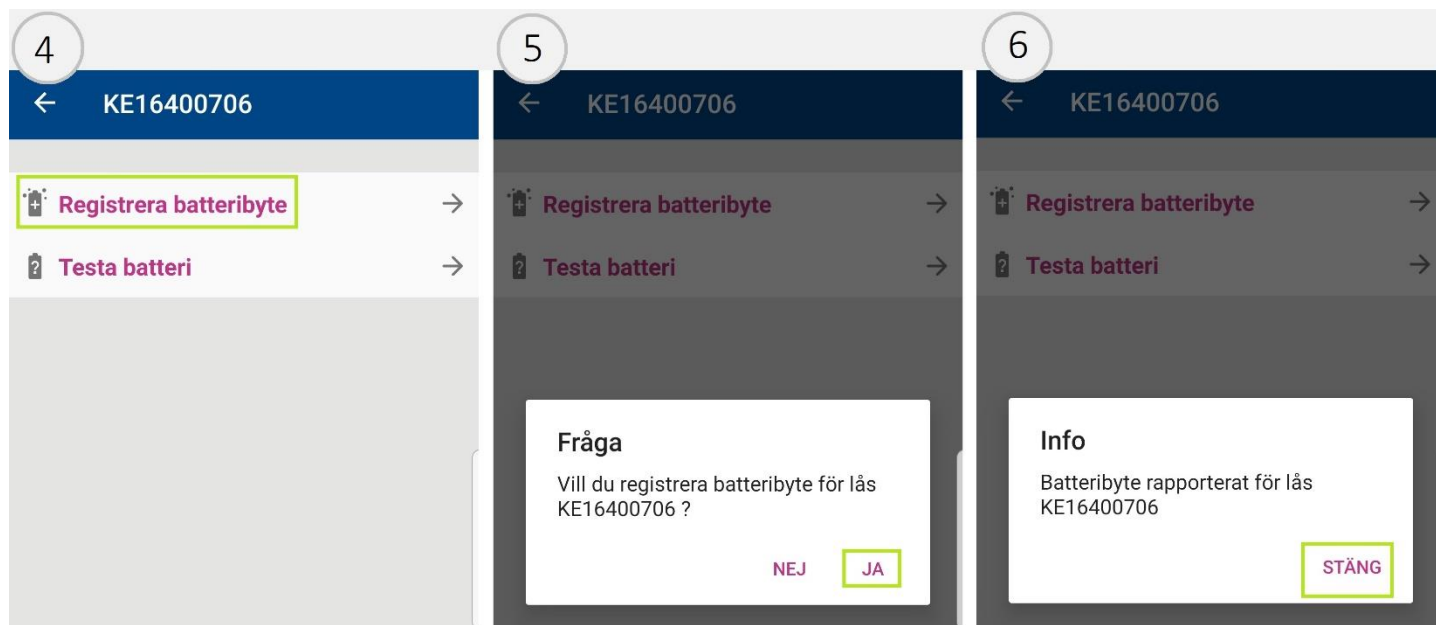 4
KE16400706
Registrera batteribyte
Testa batteri
5
KE16400706
Registrera batteribyte
Testa batteri
Fråga
Vill du registrera batteribyte för lås
KE16400706 ?
NEJ JA
6
KE16400706
Registrera batteribyte
Testa batteri
Info
Batteribyte rapporterat för lås
KE16400706
STÄNG